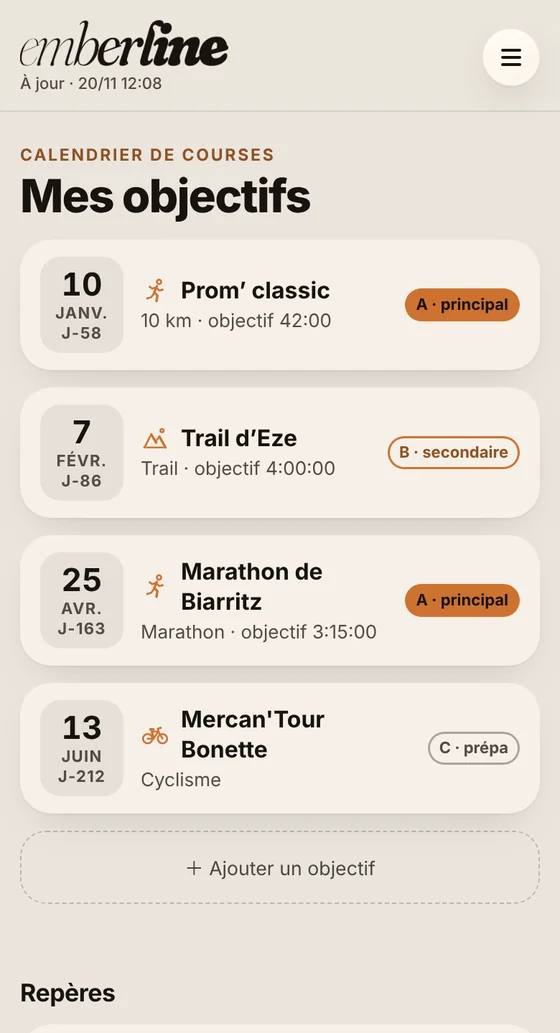 emberline
À jour · 20/11 12:08
CALENDRIER DE COURSES
Mes objectifs
10
JANV.
J-58
Prom’ classic
10 km · objectif 42:00
A · principal
7
FÉVR.
J-86
Trail d’Eze
Trail · objectif 4:00:00
B · secondaire
25
AVR.
J-163
Marathon de
Biarritz
Marathon · objectif 3:15:00
A · principal
13
JUIN
J-212
Mercan'Tour
Bonette
Cyclisme
C · prépa
+ Ajouter un objectif
Repères